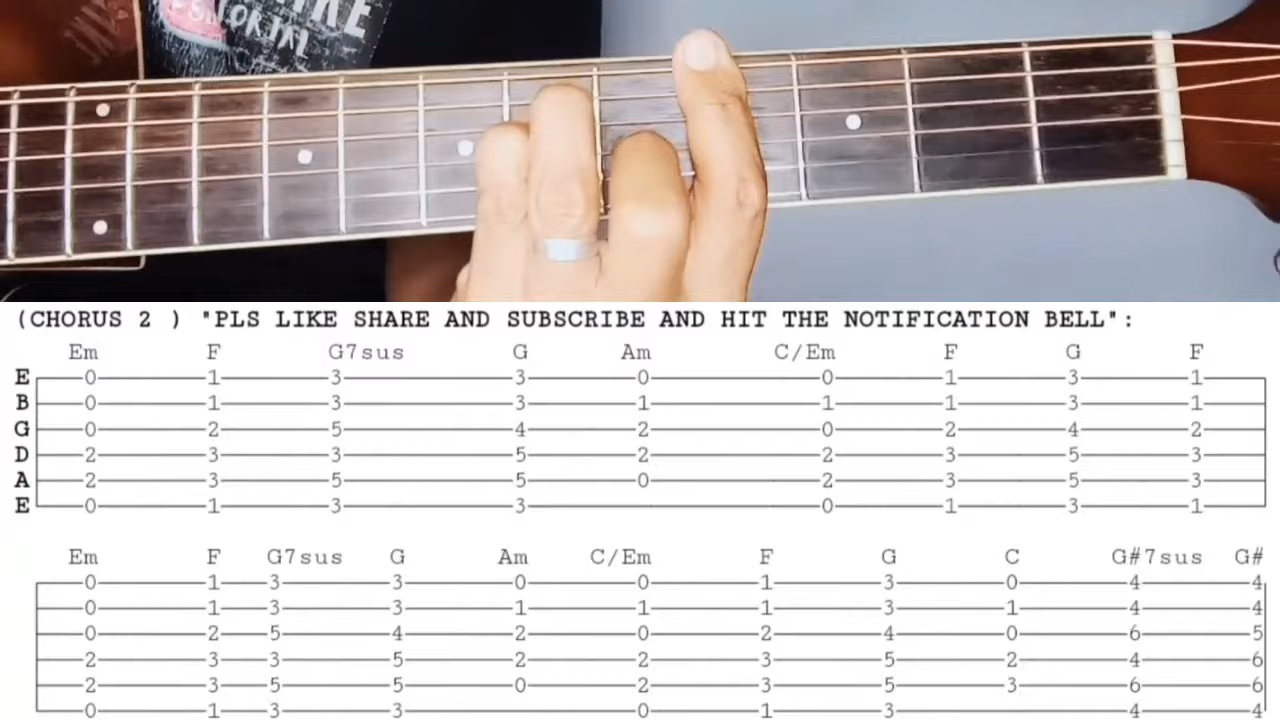 MORIAL
(CHORUS 2 ) "PLS LIKE SHARE AND SUBSCRIBE AND HIT THE NOTIFICATION BELL":
Em F G7sus G Am C/Em F G F
E 0 1 3 3 0 0 1 3 1
B 0 1 3 3 1 1 1 3 1
G 0 2 5 4 2 0 2 4 2
D 2 3 3 5 2 2 3 5 3
A 2 3 5 5 0 2 3 5 3
E 0 1 3 3 0 1 3 1
Em F G7sus G Am C/Em F G C G#7sus G#
0 1 3 3 0 0 1 3 0 4 4
0 1 3 3 1 1 1 3 1 4 4
0 2 5 4 2 0 2 4 0 6 5
2 3 3 5 2 2 3 5 2 4 6
2 3 5 5 0 2 3 5 3 6 6
0 1 3 3 0 1 3 4 4